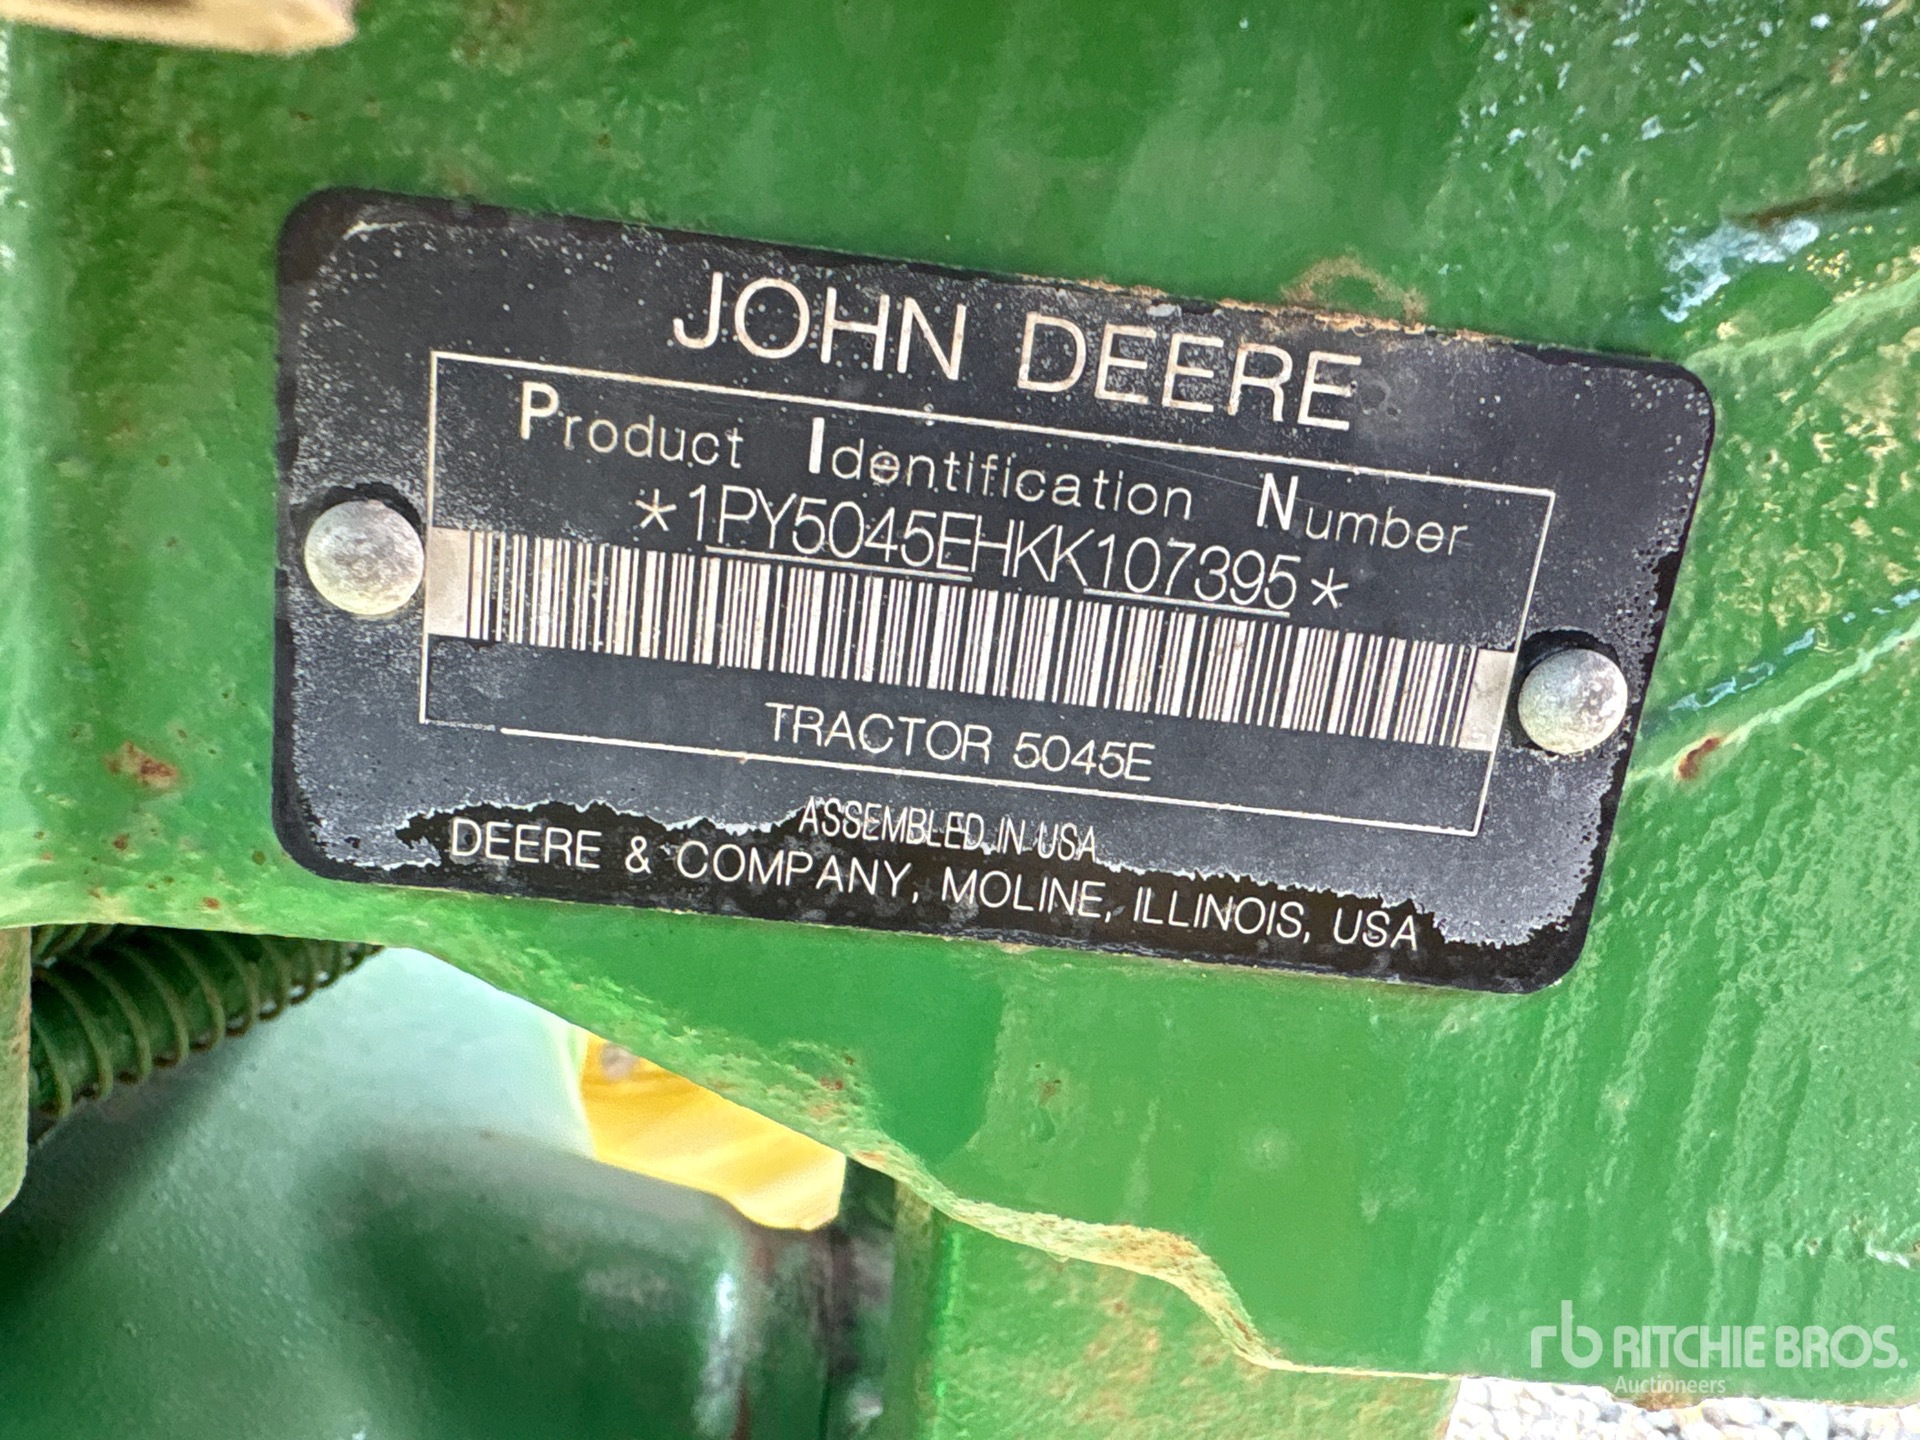 JOHN DEERE
Product Identification Number
*1PY5045EHKK107395*
TRACTOR 5045E
ASSEMBLED IN USA
DEERE & COMPANY, MOLINE, ILLINOIS, USA
rb RITCHIE BROS.
Auctioneers